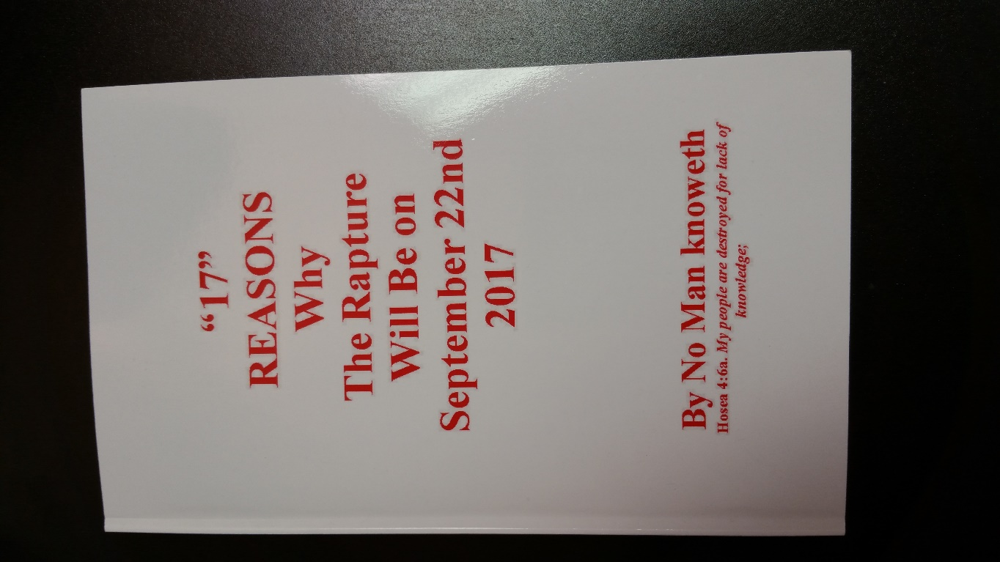 “17”
REASONS
Why
The Rapture
Will Be on
September 22nd
2017
By No Man knoweth
Hosea 4:6a. My people are destroyed for lack of
knowledge;